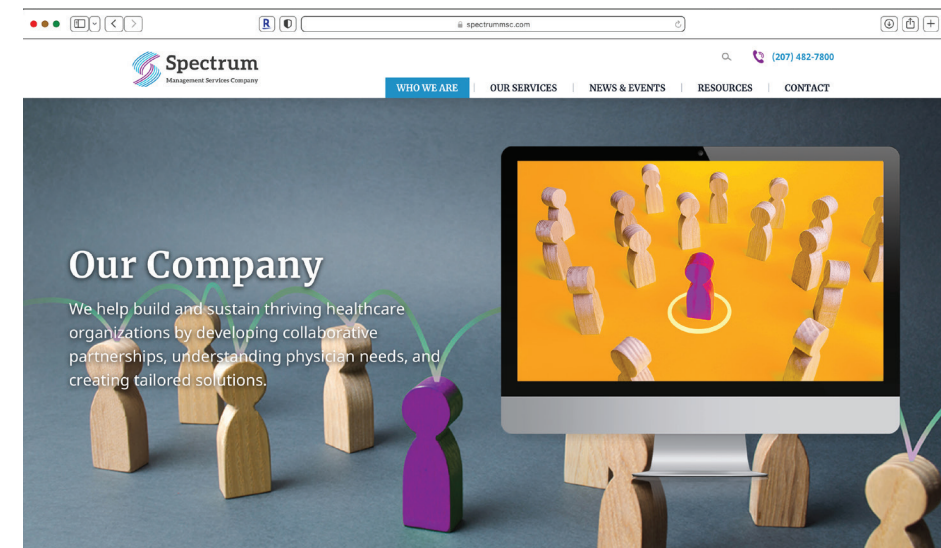 R
spectrummsc.com
Spectrum
Management Services Company
(207) 482-7800
WHO WE ARE
OUR SERVICES
NEWS & EVENTS
RESOURCES
CONTACT
Our Company
We help build and sustain thriving healthcare
organizations by developing collaborative
partnerships, understanding physician needs, and
creating tailored solutions.